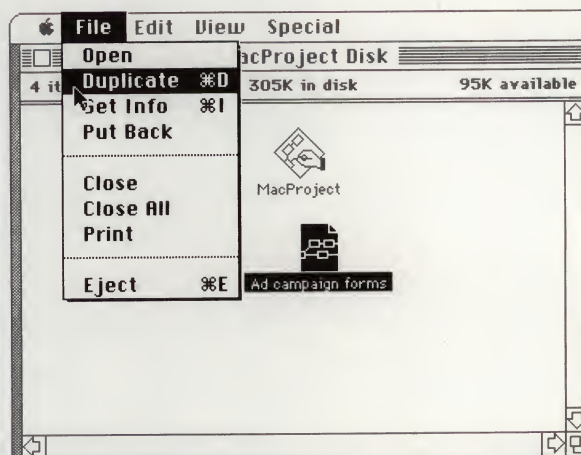 File Edit View Special
Open
acProject Disk
Duplicate ⌘D
4 it
305K in disk
95K available
Get Info ⌘I
Put Back
Close
Close All
Print
Eject ⌘E
MacProject
Ad campaign forms